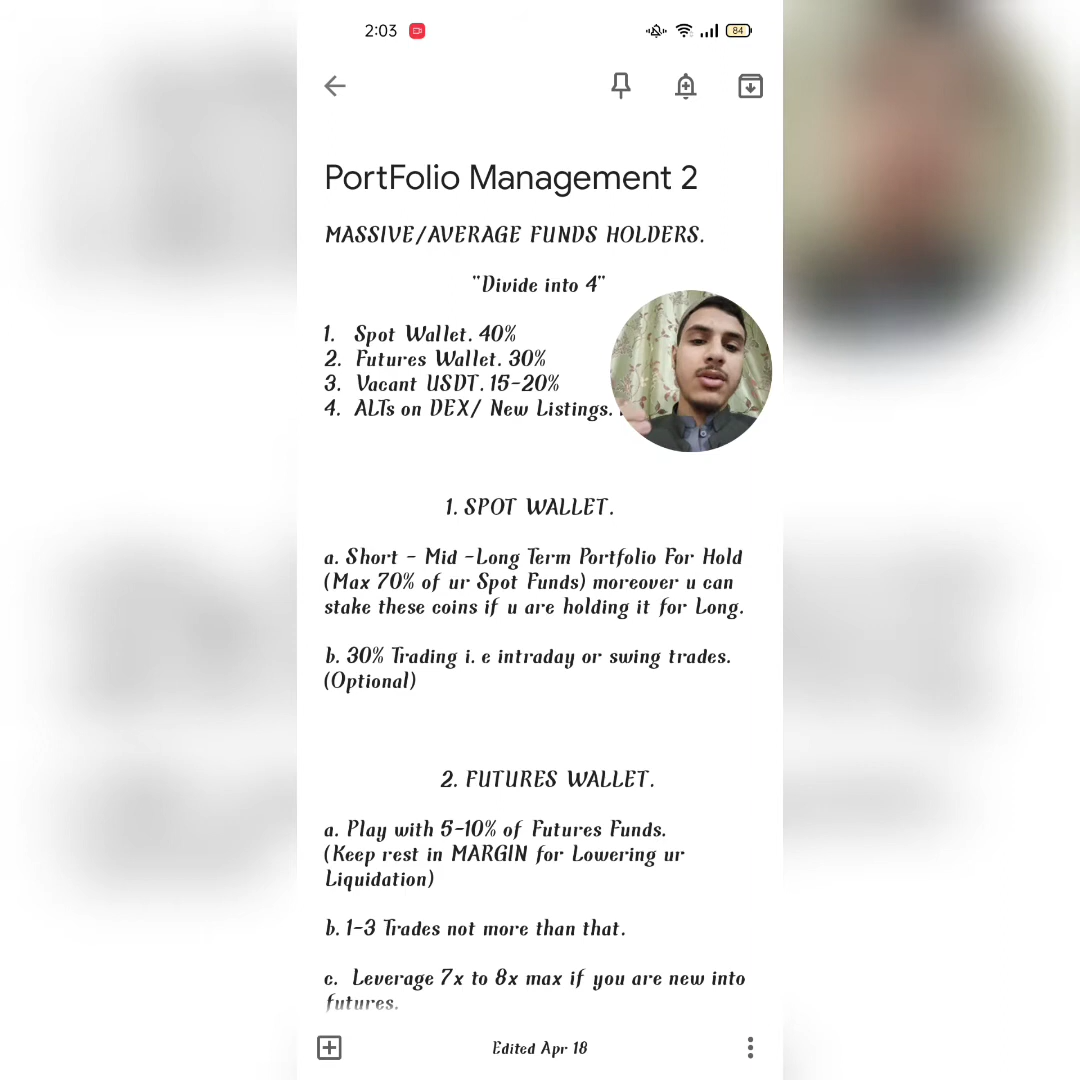 2:03
84
PortFolio Management 2
MASSIVE/AVERAGE FUNDS HOLDERS.
"Divide into 4"
1. Spot Wallet. 40%
2. Futures Wallet. 30%
3. Vacant USDT. 15-20%
4. ALTs on DEX/ New Listings.
1. SPOT WALLET.
a. Short - Mid -Long Term Portfolio For Hold
(Max 70% of ur Spot Funds) moreover u can
stake these coins if u are holding it for Long.
b. 30% Trading i. e intraday or swing trades.
(Optional)
2. FUTURES WALLET.
a. Play with 5-10% of Futures Funds.
(Keep rest in MARGIN for Lowering ur
Liquidation)
b. 1-3 Trades not more than that.
c. Leverage 7x to 8x max if you are new into
futures.
Edited Apr 18